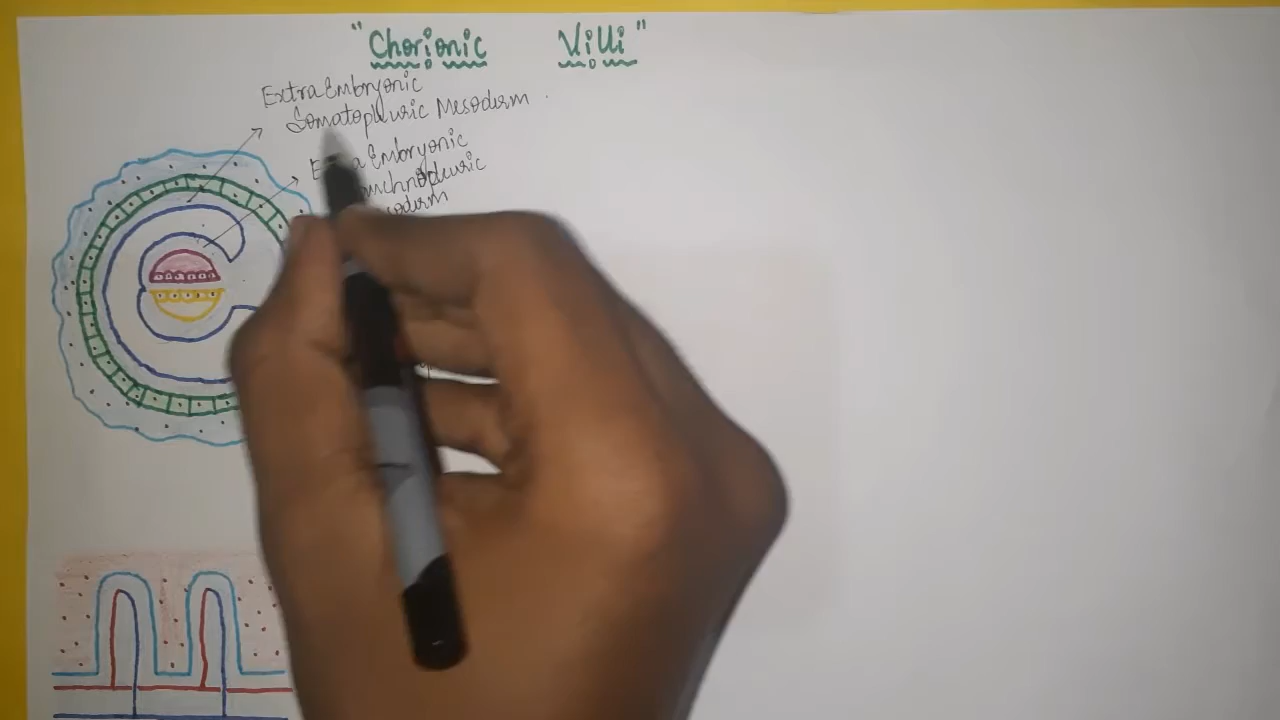 "Chorionic Villi"
Extra Embryonic
Somatopluric Mesoderm.
Embryonic